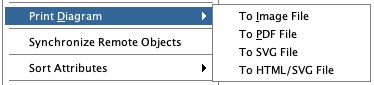 Print Diagram
Synchronize Remote Objects
Sort Attributes
To Image File
To PDF File
To SVG File
To HTML/SVG File